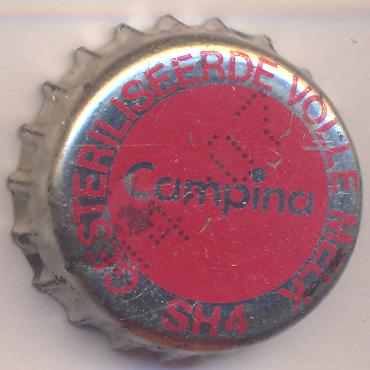 GESTERILISEERDE VOLLE MELK
Campina
SH4